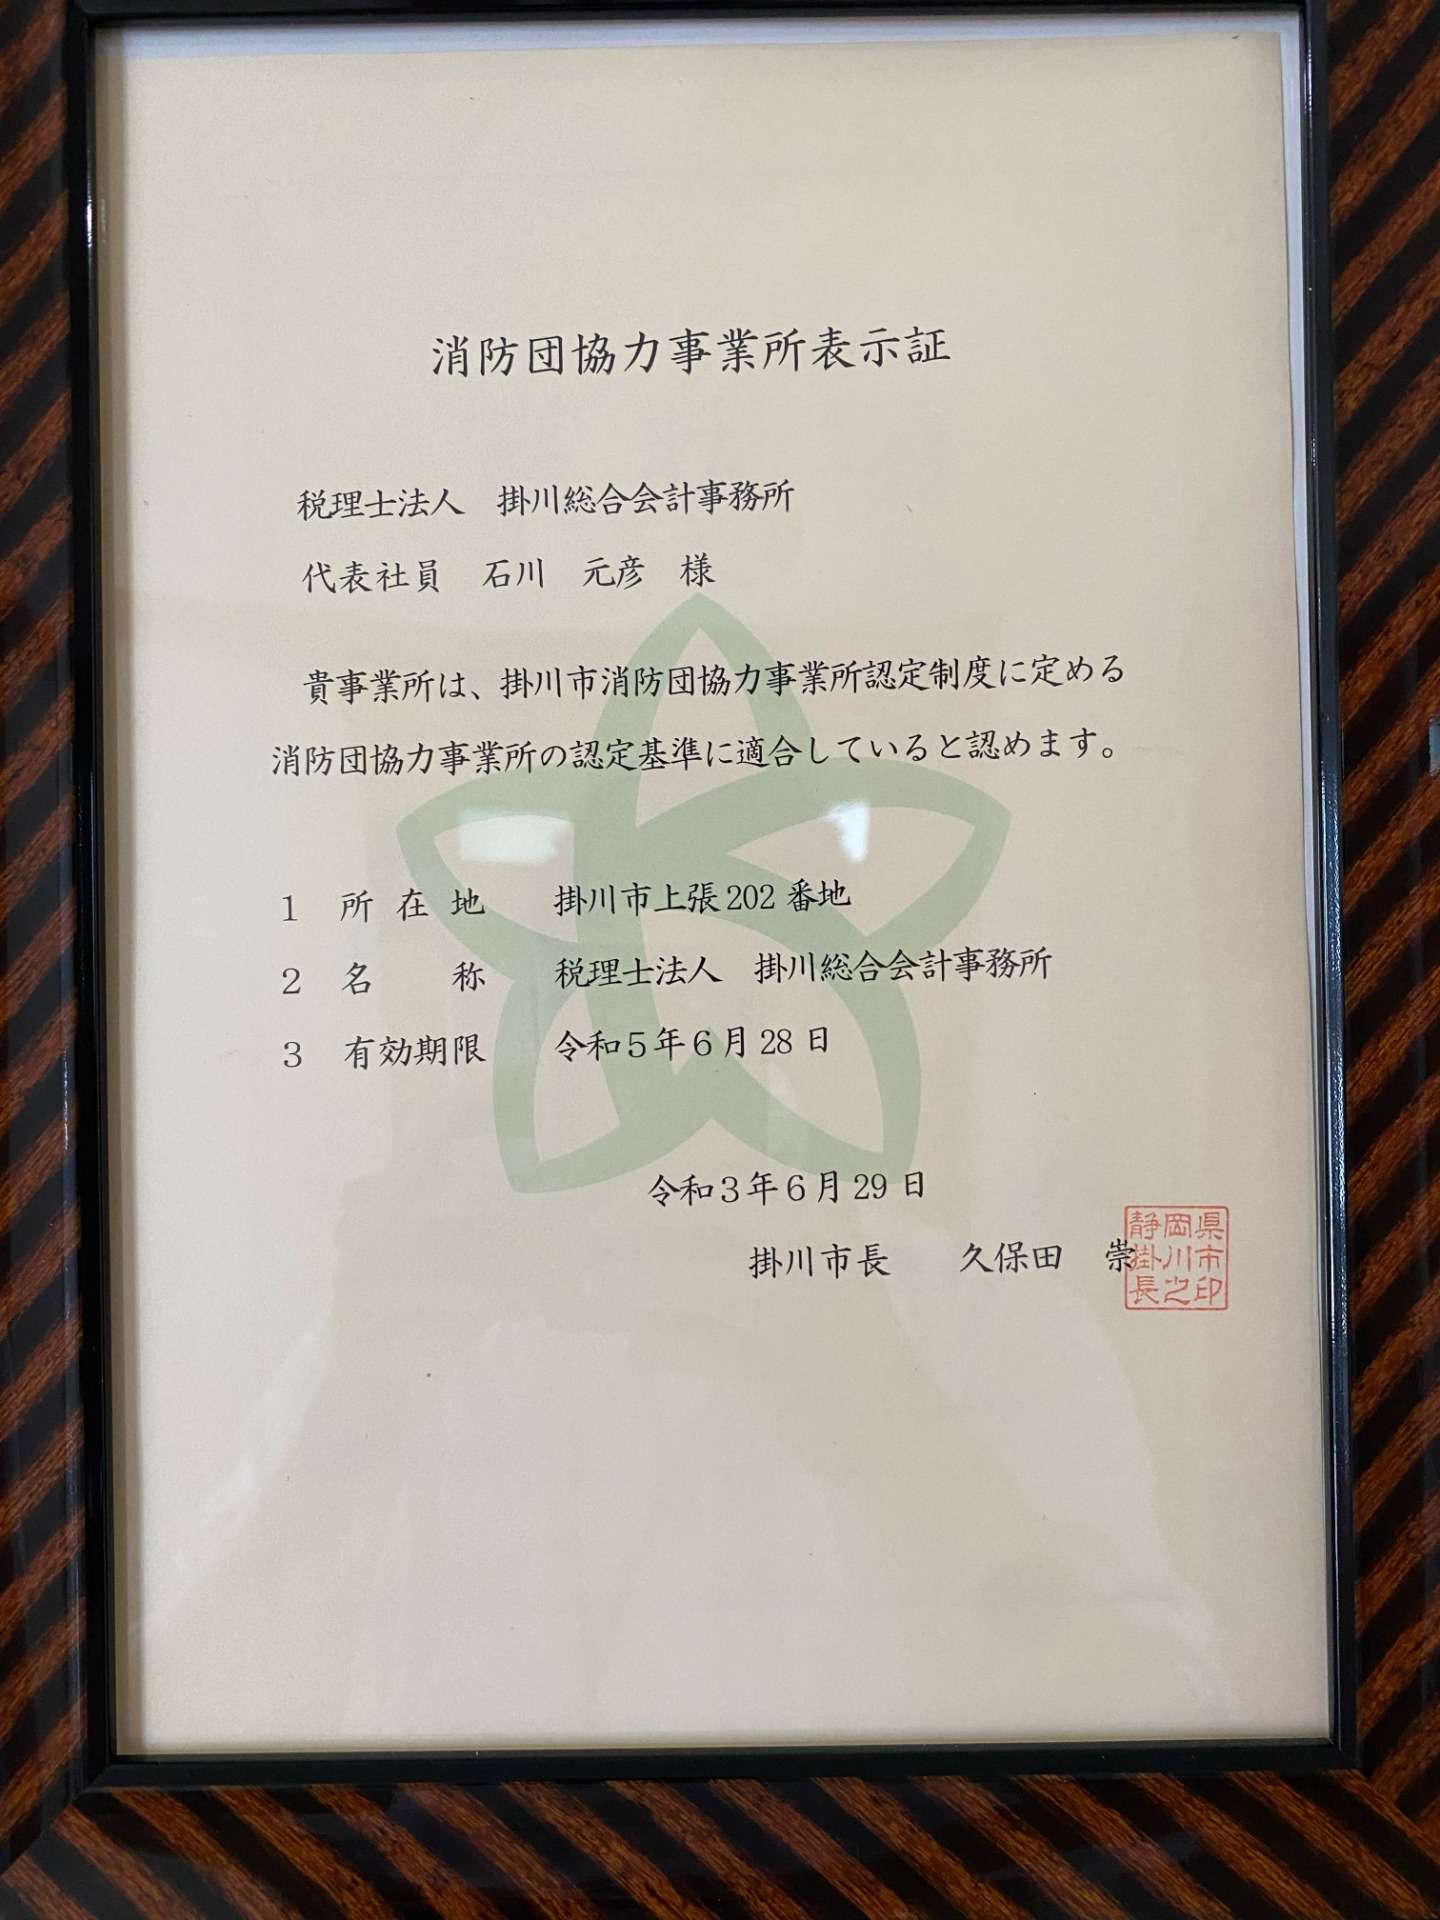 消防団協力事業所表示証
税理士法人　掛川総合会計事務所
代表社員　石川　元彦　様
貴事業所は、掛川市消防団協力事業所認定制度に定める
消防団協力事業所の認定基準に適合していると認めます。
１　所在地　掛川市上張202番地
２　名　称　税理士法人　掛川総合会計事務所
３　有効期限　令和５年６月28日
令和３年６月29日
掛川市長　久保田　崇
静岡県
掛川市
長之印